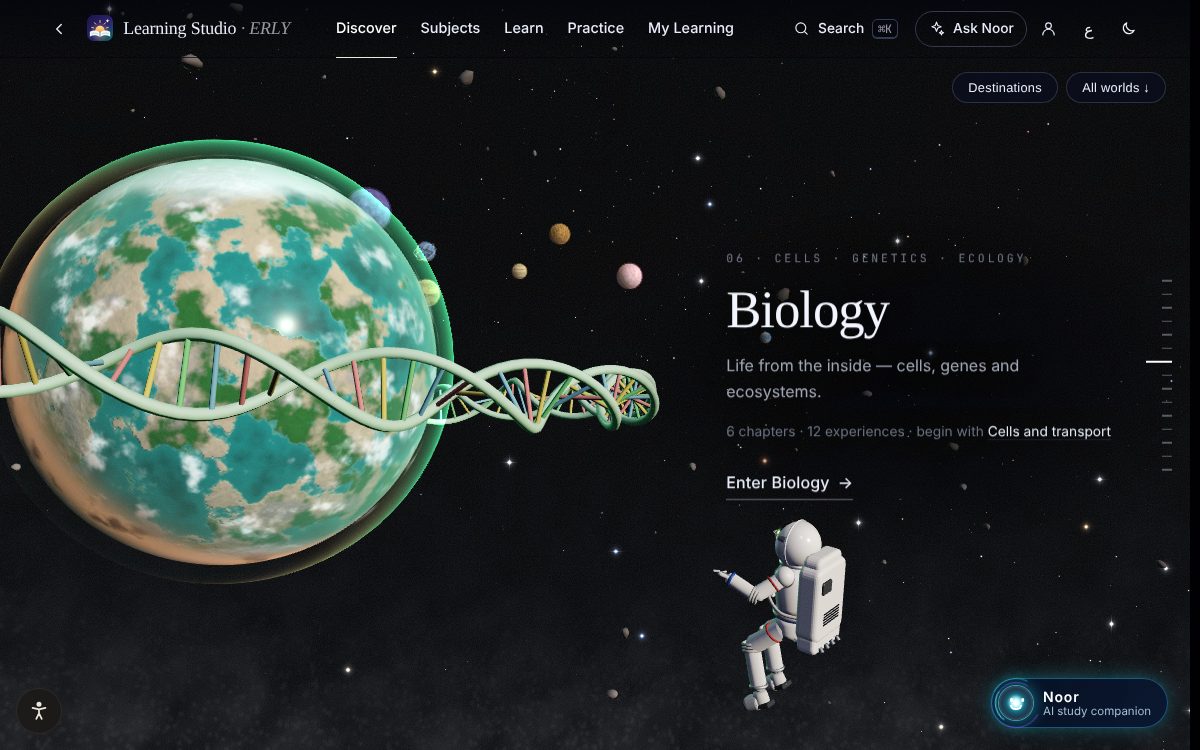 Learning Studio · ERLY
Discover
Subjects
Learn
Practice
My Learning
Search ⌘K
Ask Noor
ع
Destinations
All worlds ↓
06 · CELLS · GENETICS · ECOLOGY
Biology
Life from the inside — cells, genes and
ecosystems.
6 chapters · 12 experiences · begin with Cells and transport
Enter Biology →
Noor
AI study companion